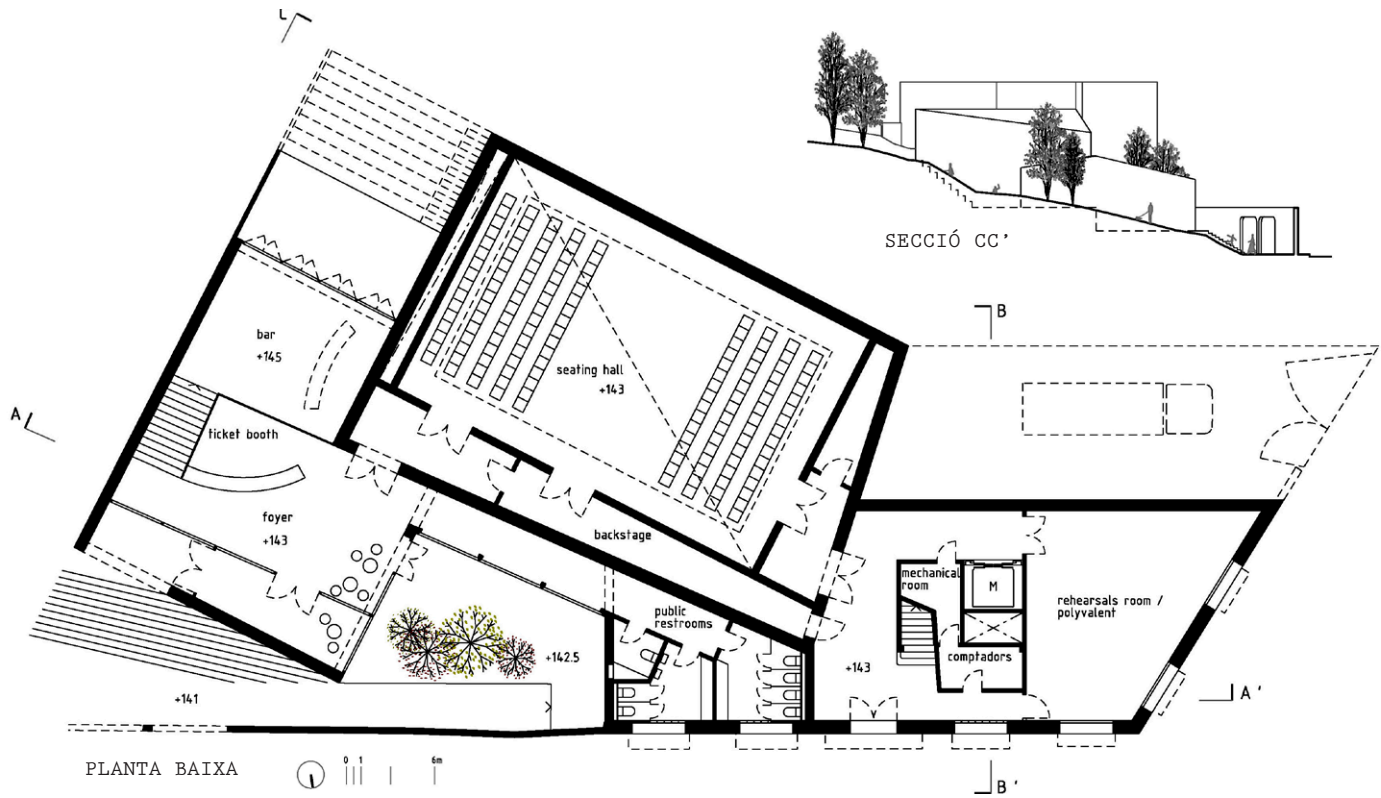 C
SECCIÓ CC'
B
bar
+145
seating hall
+143
A
ticket booth
foyer
+143
backstage
mechanical
room
M
rehearsals room /
polyvalent
public
restrooms
comptadors
+142.5
+143
+141
A'
PLANTA BAIXA
0 1 6m
B'